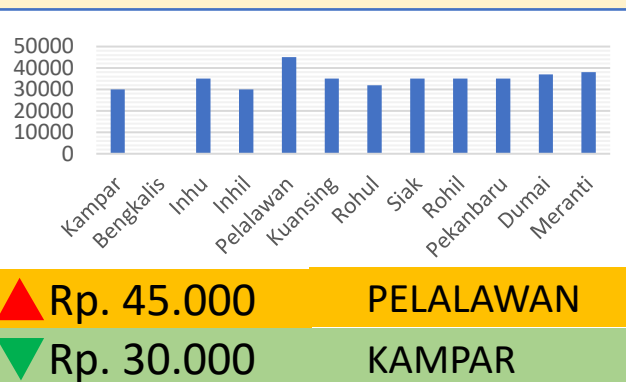 50000
40000
30000
20000
10000
0
Kampar
Bengkalis
Inhu
Inhil
Pelalawan
Kuansing
Rohul
Siak
Rohil
Pekanbaru
Dumai
Meranti
Rp. 45.000 PELALAWAN
Rp. 30.000 KAMPAR